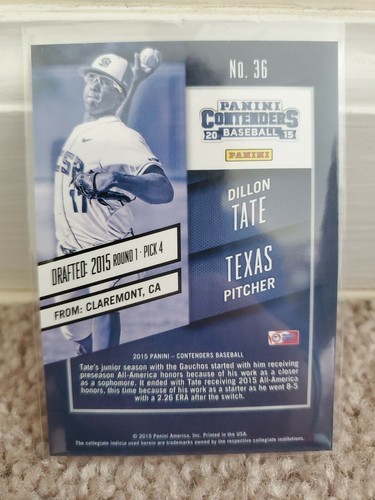 No. 36
PANINI
CONTENDERS
20 BASEBALL 15
PANINI
DILLON
TATE
TEXAS
PITCHER
17
DRAFTED: 2015 ROUND 1 · PICK 4
FROM: CLAREMONT, CA
2015 PANINI – CONTENDERS BASEBALL
Tate's junior season with the Gauchos started with him receiving
preseason All-America honors because of his work as a closer
as a sophomore. It ended with Tate receiving 2015 All-America
honors, this time because of his work as a starter as he went 8-5
with a 2.26 ERA after the switch.
© 2015 Panini America, Inc. Printed in the USA.
The collegiate indicia used herein are trademarks owned by the respective collegiate institutions.